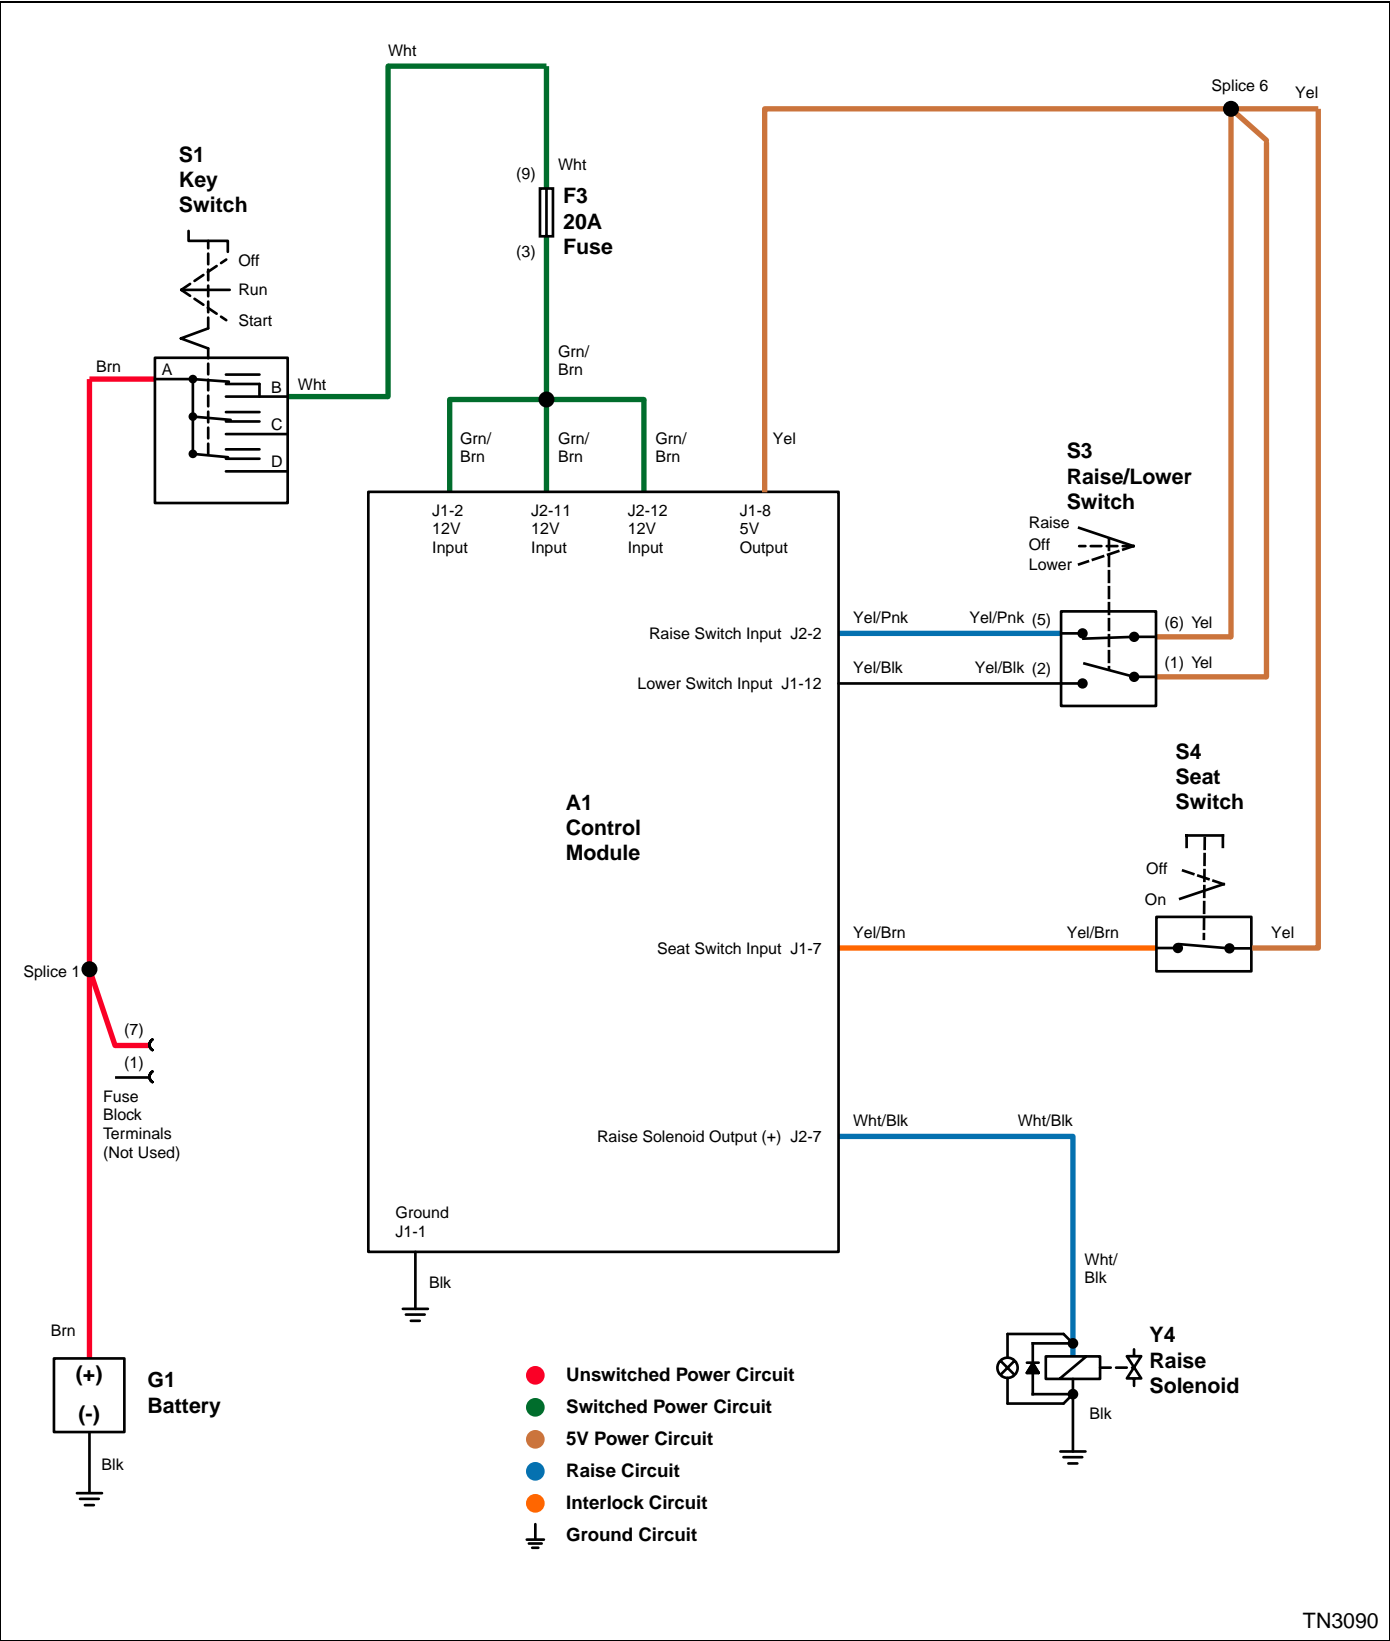 Wht
Splice 6
Yel
S1
Key
Switch
Off
Run
Start
(9)
Wht
F3
20A
Fuse
(3)
Brn
A
B
C
D
Wht
Grn/
Brn
Grn/
Brn
Grn/
Brn
Grn/
Brn
Yel
J1-2
12V
Input
J2-11
12V
Input
J2-12
12V
Input
J1-8
5V
Output
S3
Raise/Lower
Switch
Raise
Off
Lower
Raise Switch Input J2-2
Yel/Pnk
Yel/Pnk (5)
(6) Yel
Lower Switch Input J1-12
Yel/Blk
Yel/Blk (2)
(1) Yel
A1
Control
Module
S4
Seat
Switch
Off
On
Seat Switch Input J1-7
Yel/Brn
Yel/Brn
Yel
Splice 1
(7)
(1)
Fuse
Block
Terminals
(Not Used)
Raise Solenoid Output (+) J2-7
Wht/Blk
Wht/Blk
Ground
J1-1
Blk
Wht/
Blk
Y4
Raise
Solenoid
Blk
Brn
(+)
(-)
G1
Battery
Blk
Unswitched Power Circuit
Switched Power Circuit
5V Power Circuit
Raise Circuit
Interlock Circuit
Ground Circuit
TN3090